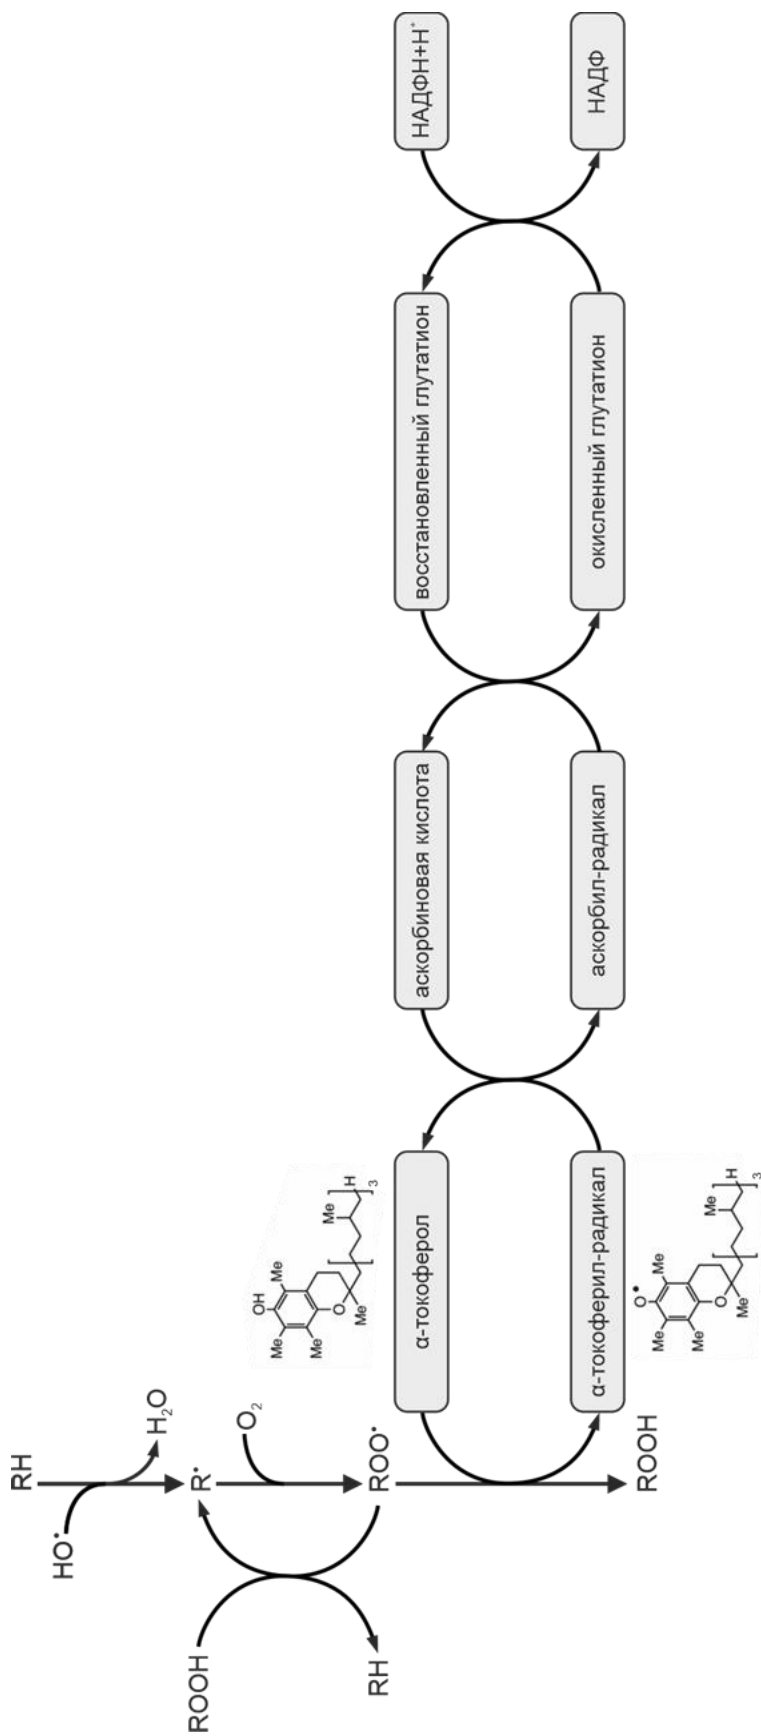 RH
HO•
H₂O
R•
O₂
ROOH
RH
ROO•
ROOH
OH
Me
Me
Me
O
Me
Me
H
3
α-токоферол
аскорбиновая кислота
восстановленный глутатион
НАДФН+Н⁺
α-токоферил-радикал
аскорбил-радикал
окисленный глутатион
НАДФ
O•
Me
Me
Me
O
Me
Me
H
3